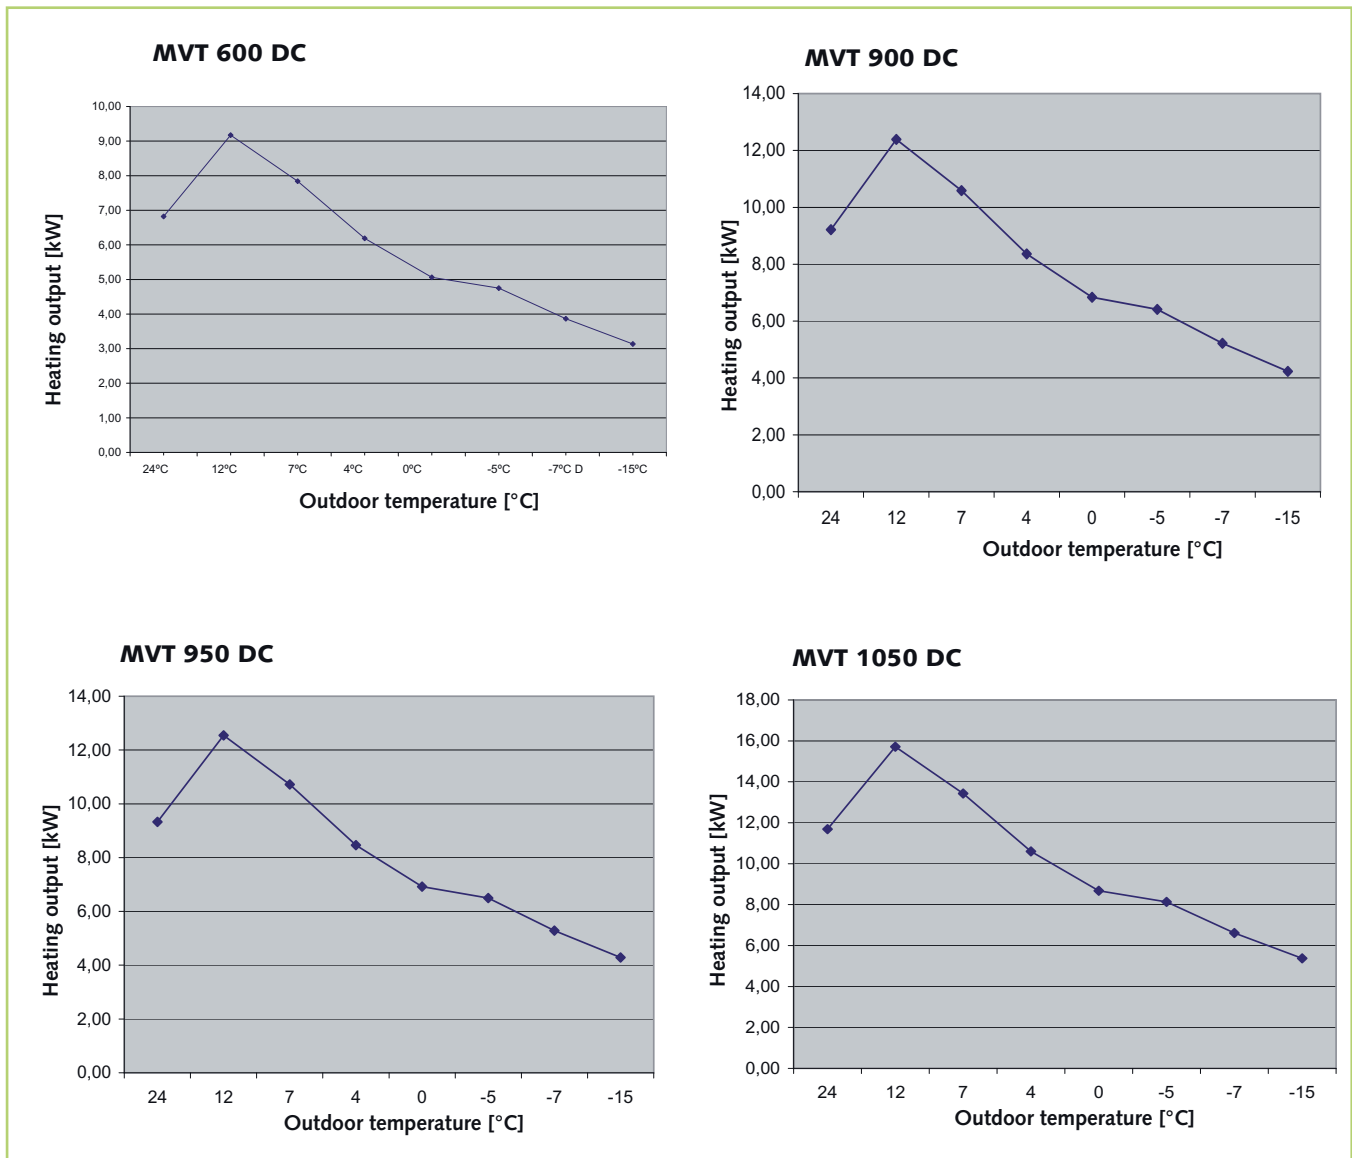 MVT 600 DC
10,00
9,00
8,00
7,00
6,00
5,00
4,00
3,00
2,00
1,00
0,00
Heating output [kW]
24ºC 12ºC 7ºC 4ºC 0ºC -5ºC -7ºC D -15ºC
Outdoor temperature [°C]
MVT 900 DC
14,00
12,00
10,00
8,00
6,00
4,00
2,00
0,00
Heating output [kW]
24 12 7 4 0 -5 -7 -15
Outdoor temperature [°C]
MVT 950 DC
14,00
12,00
10,00
8,00
6,00
4,00
2,00
0,00
Heating output [kW]
24 12 7 4 0 -5 -7 -15
Outdoor temperature [°C]
MVT 1050 DC
18,00
16,00
14,00
12,00
10,00
8,00
6,00
4,00
2,00
0,00
Heating output [kW]
24 12 7 4 0 -5 -7 -15
Outdoor temperature [°C]